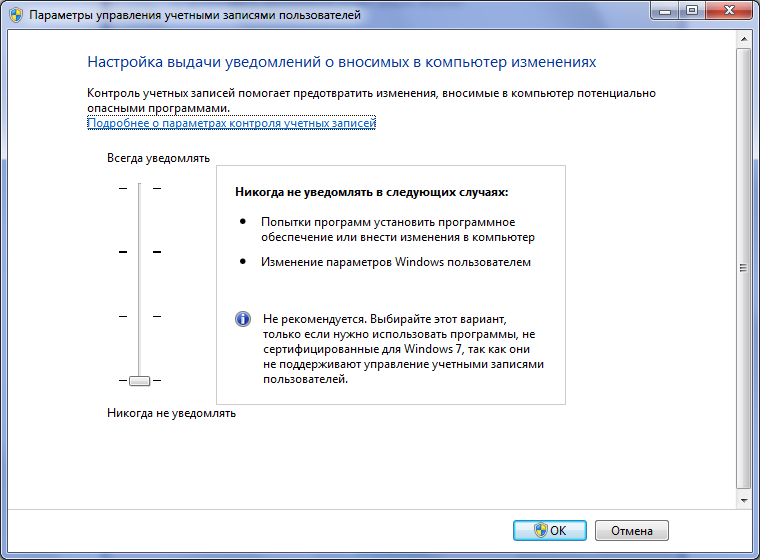 Параметры управления учетными записями пользователей
Настройка выдачи уведомлений о вносимых в компьютер изменениях
Контроль учетных записей помогает предотвратить изменения, вносимые в компьютер потенциально
опасными программами.
Подробнее о параметрах контроля учетных записей
Всегда уведомлять
Никогда не уведомлять в следующих случаях:
• Попытки программ установить программное
обеспечение или внести изменения в компьютер
• Изменение параметров Windows пользователем
Не рекомендуется. Выбирайте этот вариант,
только если нужно использовать программы, не
сертифицированные для Windows 7, так как они
не поддерживают управление учетными записями
пользователей.
Никогда не уведомлять
OK
Отмена